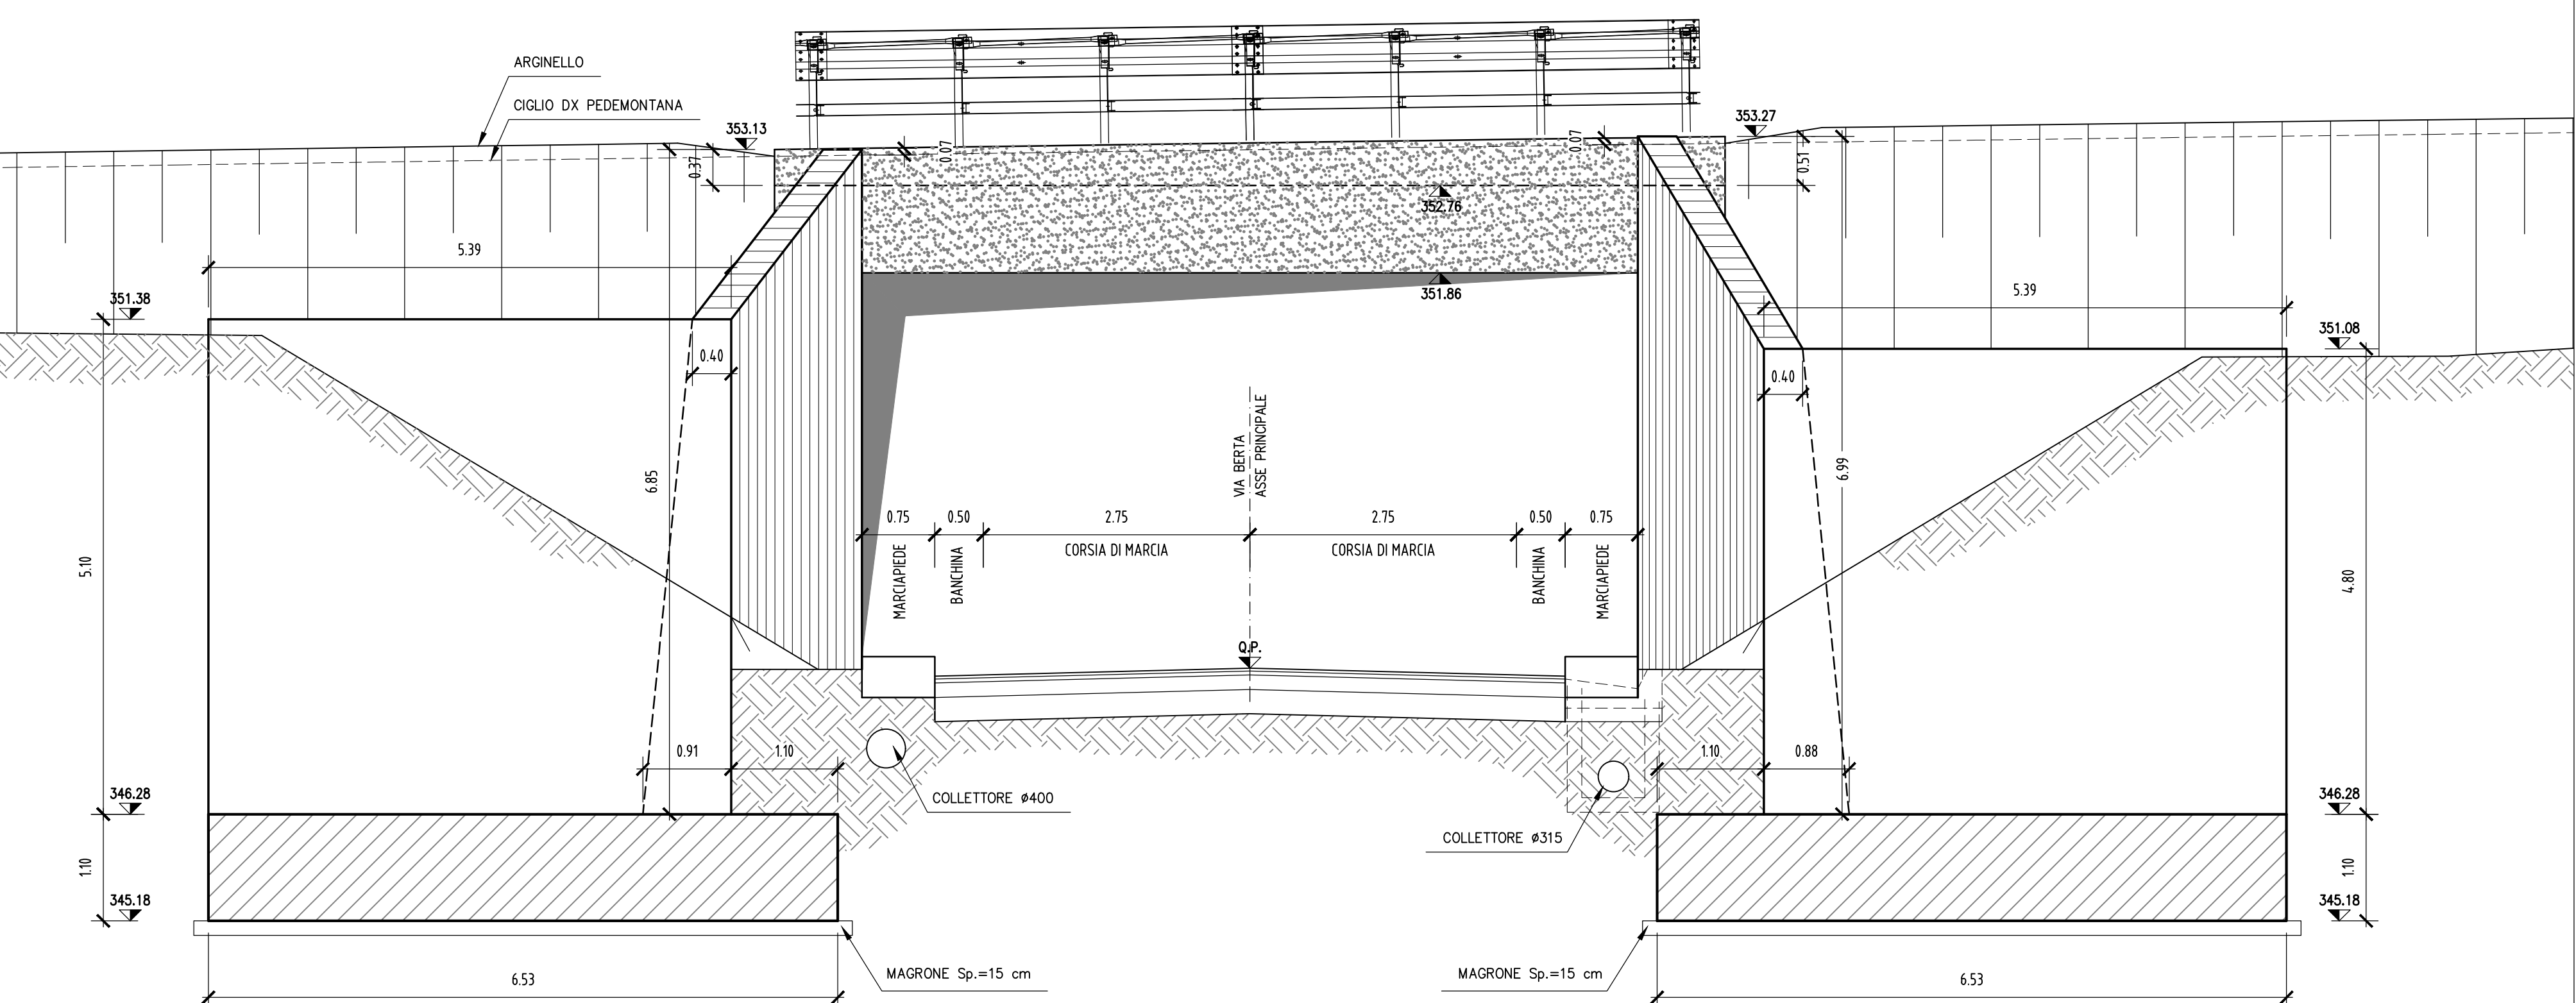 ARGINELLO
CIGLIO DX PEDEMONTANA
353.13
353.27
0.07
0.07
0.37
0.51
352.76
351.86
5.39
5.39
351.38
351.08
0.40
0.40
VIA BERTA
ASSE PRINCIPALE
6.85
6.99
0.75
0.50
2.75
2.75
0.50
0.75
MARCIAPIEDE
BANCHINA
CORSIA DI MARCIA
CORSIA DI MARCIA
BANCHINA
MARCIAPIEDE
5.10
4.80
Q.P.
0.91
1.10
1.10
0.88
346.28
346.28
COLLETTORE ø400
COLLETTORE ø315
1.10
1.10
345.18
345.18
MAGRONE Sp.=15 cm
MAGRONE Sp.=15 cm
6.53
6.53